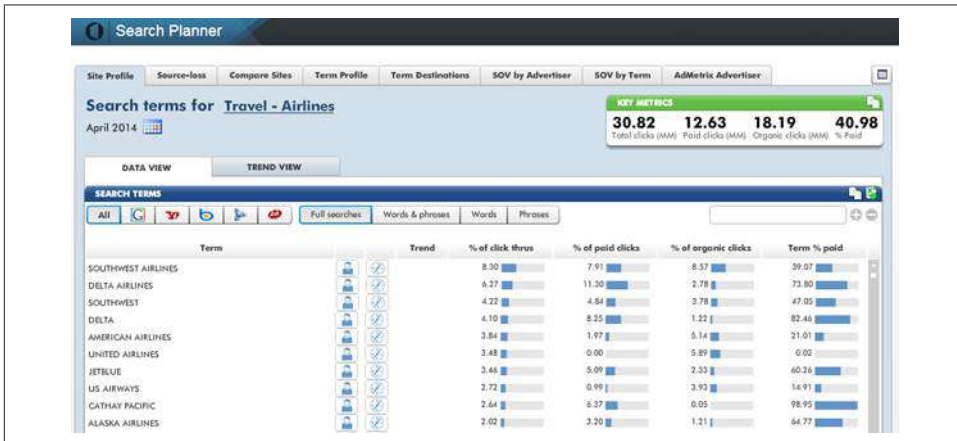 Search Planner
Site Profile Source-loss Compare Sites Term Profile Term Destinations SOV by Advertiser SOV by Term AdMetrix Advertiser
Search terms for Travel - Airlines
April 2014
KEY METRICS
30.82 12.63 18.19 40.98
Total clicks (MM) Paid clicks (MM) Organic clicks (MM) % Paid
DATA VIEW TREND VIEW
SEARCH TERMS
All Full searches Words & phrases Words Phrases
Term Trend % of click thrus % of paid clicks % of organic clicks Term % paid
SOUTHWEST AIRLINES 8.30 7.91 8.57 39.07
DELTA AIRLINES 6.27 11.30 2.78 73.80
SOUTHWEST 4.22 4.84 3.78 47.05
DELTA 4.10 8.25 1.22 82.46
AMERICAN AIRLINES 3.84 1.97 5.14 21.01
UNITED AIRLINES 3.48 0.00 5.89 0.02
JETBLUE 3.46 5.09 2.33 60.26
US AIRWAYS 2.72 0.99 3.93 14.91
CATHAY PACIFIC 2.64 6.37 0.05 98.95
ALASKA AIRLINES 2.02 3.20 1.21 64.77